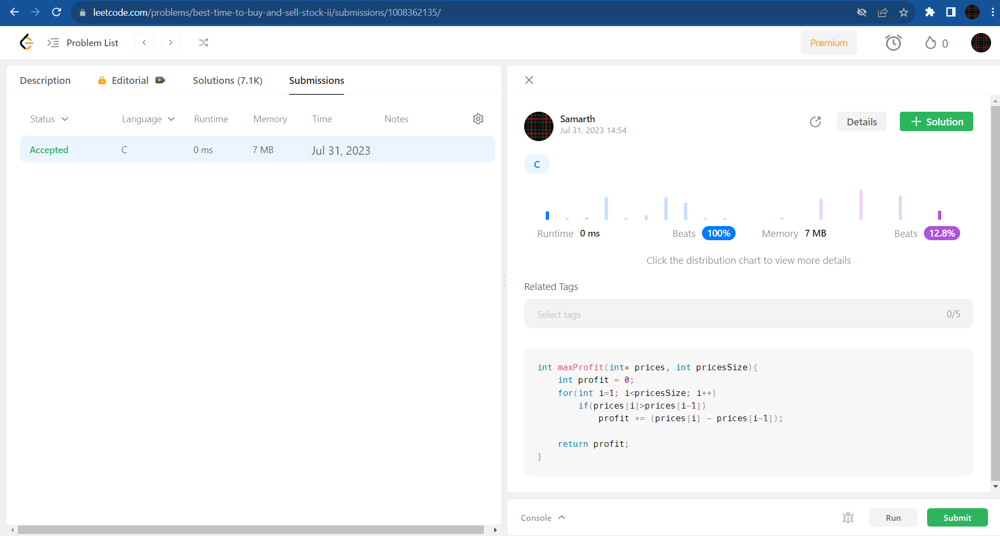 leetcode.com/problems/best-time-to-buy-and-sell-stock-ii/submissions/1008362135/
Problem List
Premium
0
Description
Editorial
Solutions (7.1K)
Submissions
Status
Language
Runtime
Memory
Time
Notes
Accepted
C
0 ms
7 MB
Jul 31, 2023
Samarth
Jul 31, 2023 14:54
Details
Solution
C
Runtime 0 ms
Beats 100%
Memory 7 MB
Beats 12.8%
Click the distribution chart to view more details
Related Tags
Select tags
0/5
int maxProfit(int* prices, int pricesSize){
    int profit = 0;
    for(int i=1; i<pricesSize; i++)
        if(prices[i]>prices[i-1])
            profit += (prices[i] - prices[i-1]);
    return profit;
}
Console
Run
Submit